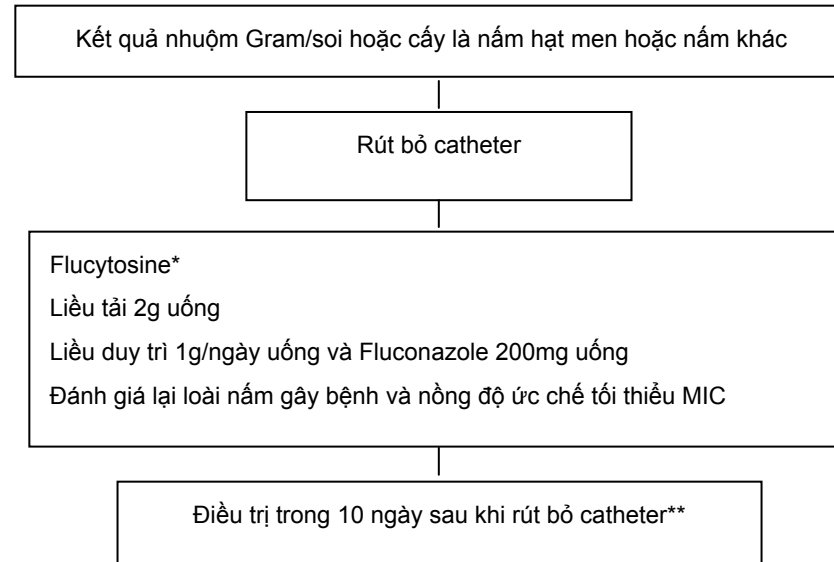 Kết quả nhuộm Gram/soi hoặc cấy là nấm hạt men hoặc nấm khác
Rút bỏ catheter
Flucytosine*
Liều tải 2g uống
Liều duy trì 1g/ngày uống và Fluconazole 200mg uống
Đánh giá lại loài nấm gây bệnh và nồng độ ức chế tối thiểu MIC
Điều trị trong 10 ngày sau khi rút bỏ catheter**